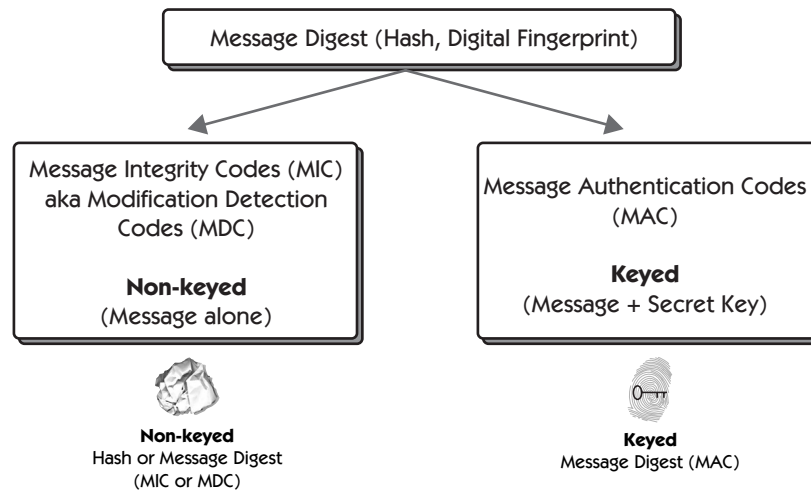 Message Digest (Hash, Digital Fingerprint)
Message Integrity Codes (MIC)
aka Modification Detection
Codes (MDC)
Non-keyed
(Message alone)
Message Authentication Codes
(MAC)
Keyed
(Message + Secret Key)
Non-keyed
Hash or Message Digest
(MIC or MDC)
Keyed
Message Digest (MAC)